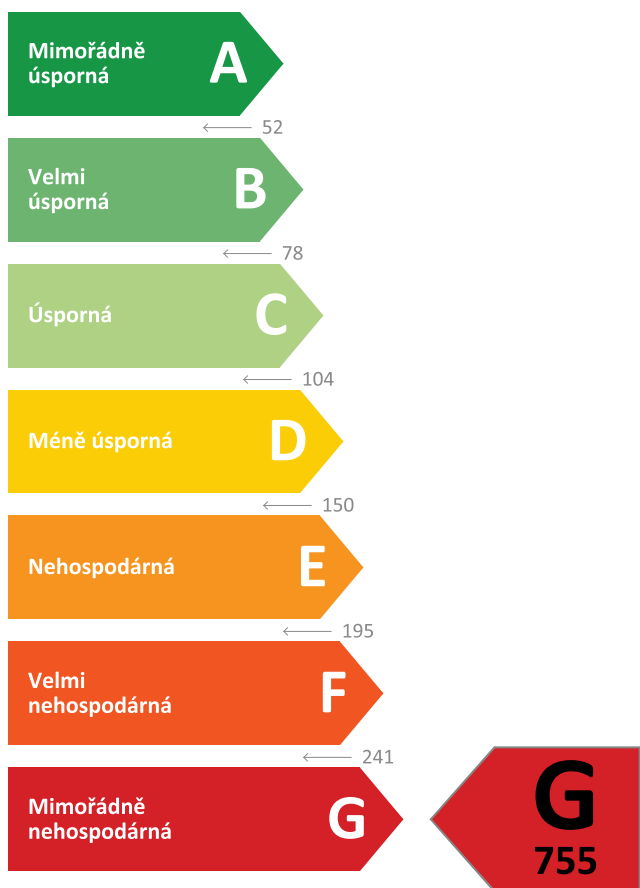 Mimořádně
úsporná
A
52
Velmi
úsporná
B
78
Úsporná
C
104
Méně úsporná
D
150
Nehospodárná
E
195
Velmi
nehospodárná
F
241
Mimořádně
nehospodárná
G
G
755